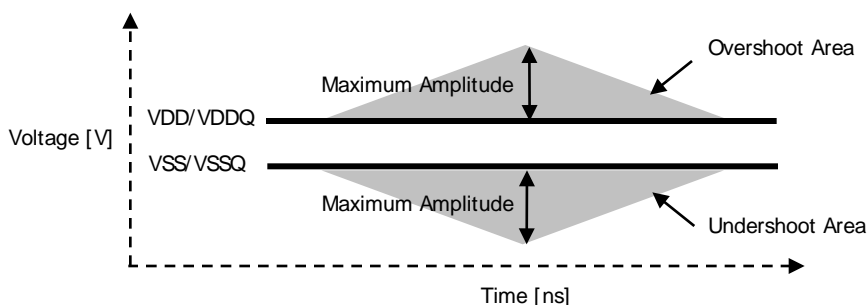 Overshoot Area
Maximum Amplitude
VDD/VDDQ
Voltage [V]
VSS/VSSQ
Maximum Amplitude
Undershoot Area
Time [ns]